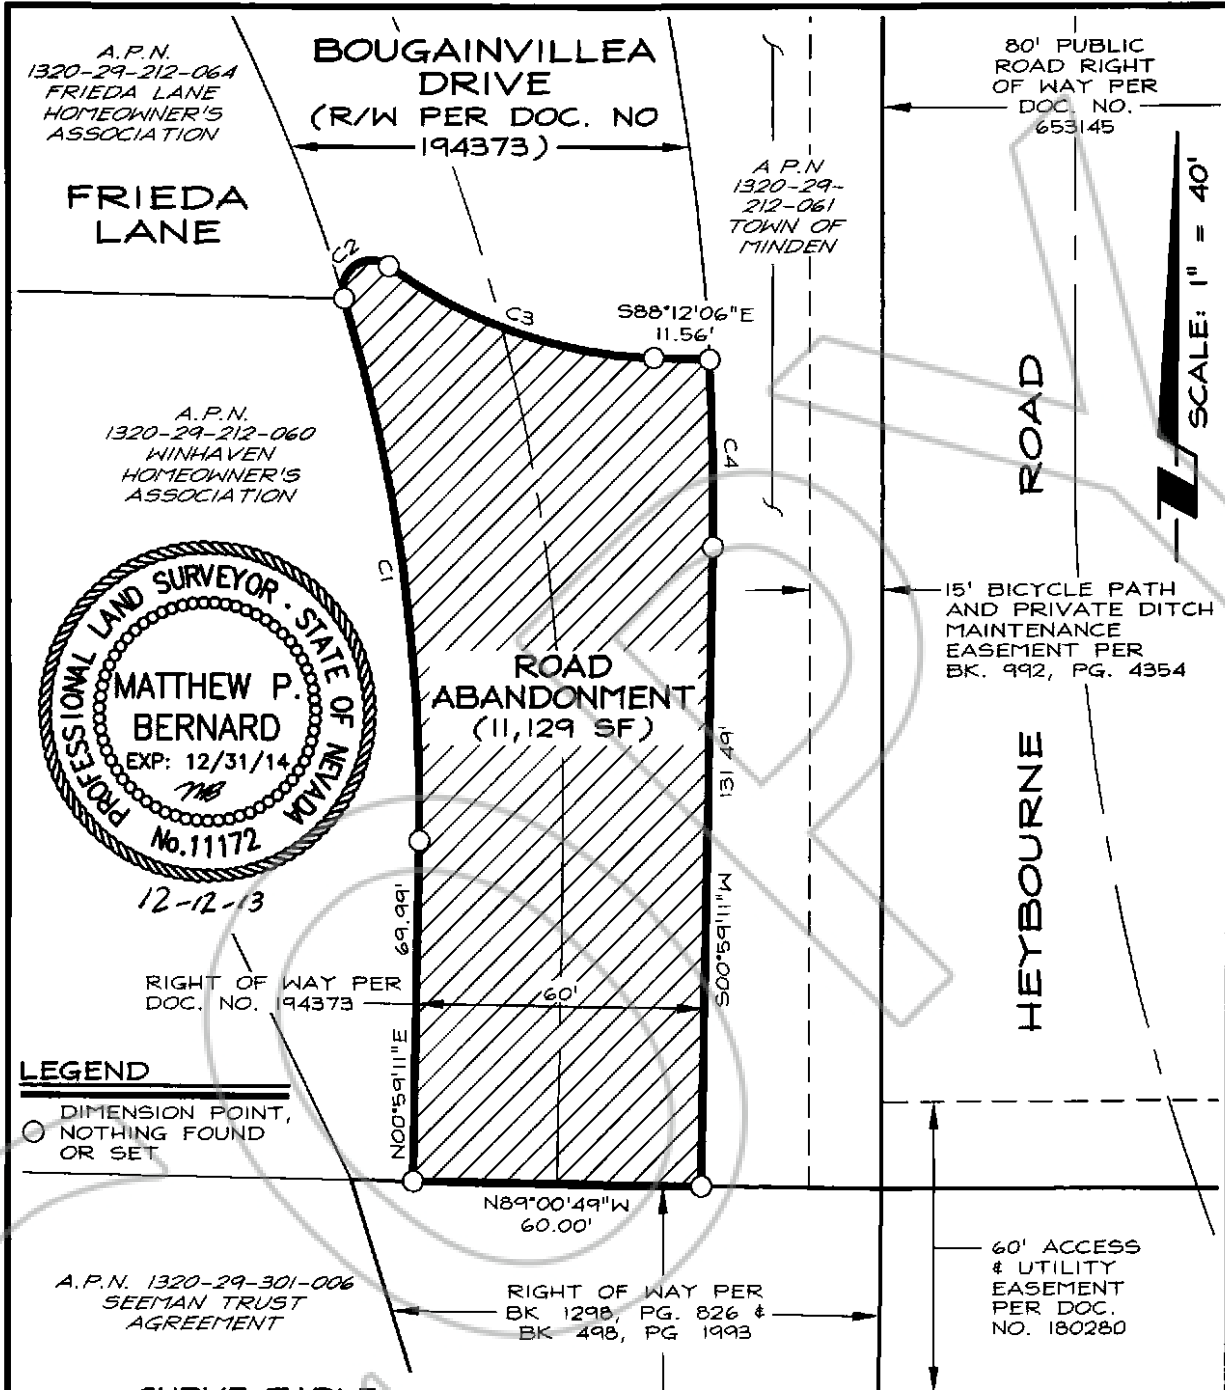 A.P.N.
1320-29-212-064
FRIEDA LANE
HOMEOWNER'S
ASSOCIATION
BOUGAINVILLEA
DRIVE
(R/W PER DOC. NO
194373)
80' PUBLIC
ROAD RIGHT
OF WAY PER
DOC. NO.
653145
FRIEDA
LANE
A P.N
1320-29-
212-061
TOWN OF
MINDEN
SCALE: 1" = 40'
C2
C3
S88°12'06"E
11.56'
C4
A.P.N.
1320-29-212-060
WINHAVEN
HOMEOWNER'S
ASSOCIATION
C1
HEYBOURNE ROAD
15' BICYCLE PATH
AND PRIVATE DITCH
MAINTENANCE
EASEMENT PER
BK. 992, PG. 4354
PROFESSIONAL LAND SURVEYOR · STATE OF NEVADA
MATTHEW P.
BERNARD
EXP: 12/31/14
MB
No.11172
12-12-13
ROAD
ABANDONMENT
(11,129 SF)
S00°59'11"W 131 49'
N00°59'11"E 69.99'
RIGHT OF WAY PER
DOC. NO. 194373
60'
LEGEND
DIMENSION POINT,
NOTHING FOUND
OR SET
N89°00'49"W
60.00'
A.P.N. 1320-29-301-006
SEEMAN TRUST
AGREEMENT
RIGHT OF WAY PER
BK 1298, PG. 826 &
BK 498, PG 1993
60' ACCESS
& UTILITY
EASEMENT
PER DOC.
NO. 180280
COPY